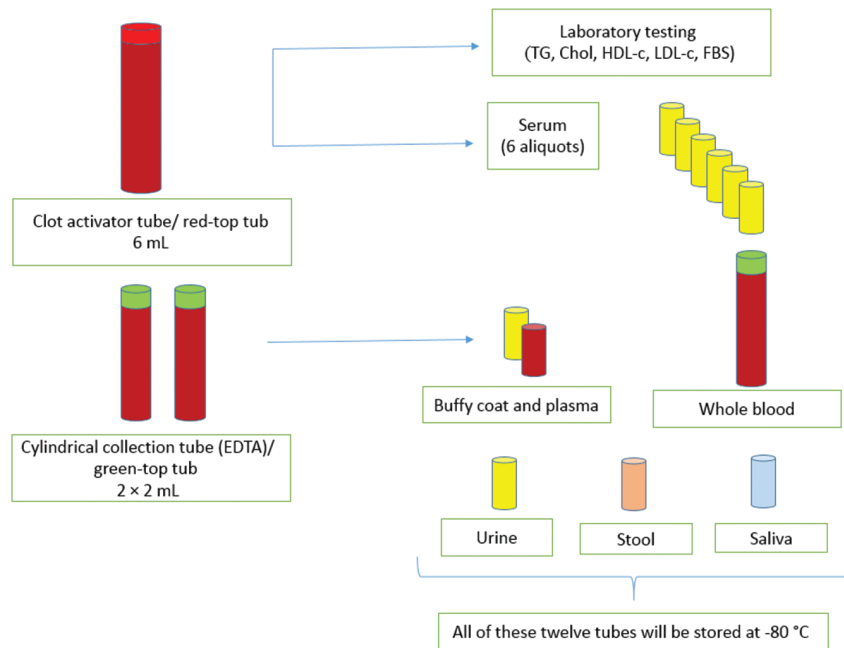 Laboratory testing
(TG, Chol, HDL-c, LDL-c, FBS)
Serum
(6 aliquots)
Clot activator tube/ red-top tub
6 mL
Buffy coat and plasma
Whole blood
Cylindrical collection tube (EDTA)/
green-top tub
2 × 2 mL
Urine
Stool
Saliva
All of these twelve tubes will be stored at -80 °C